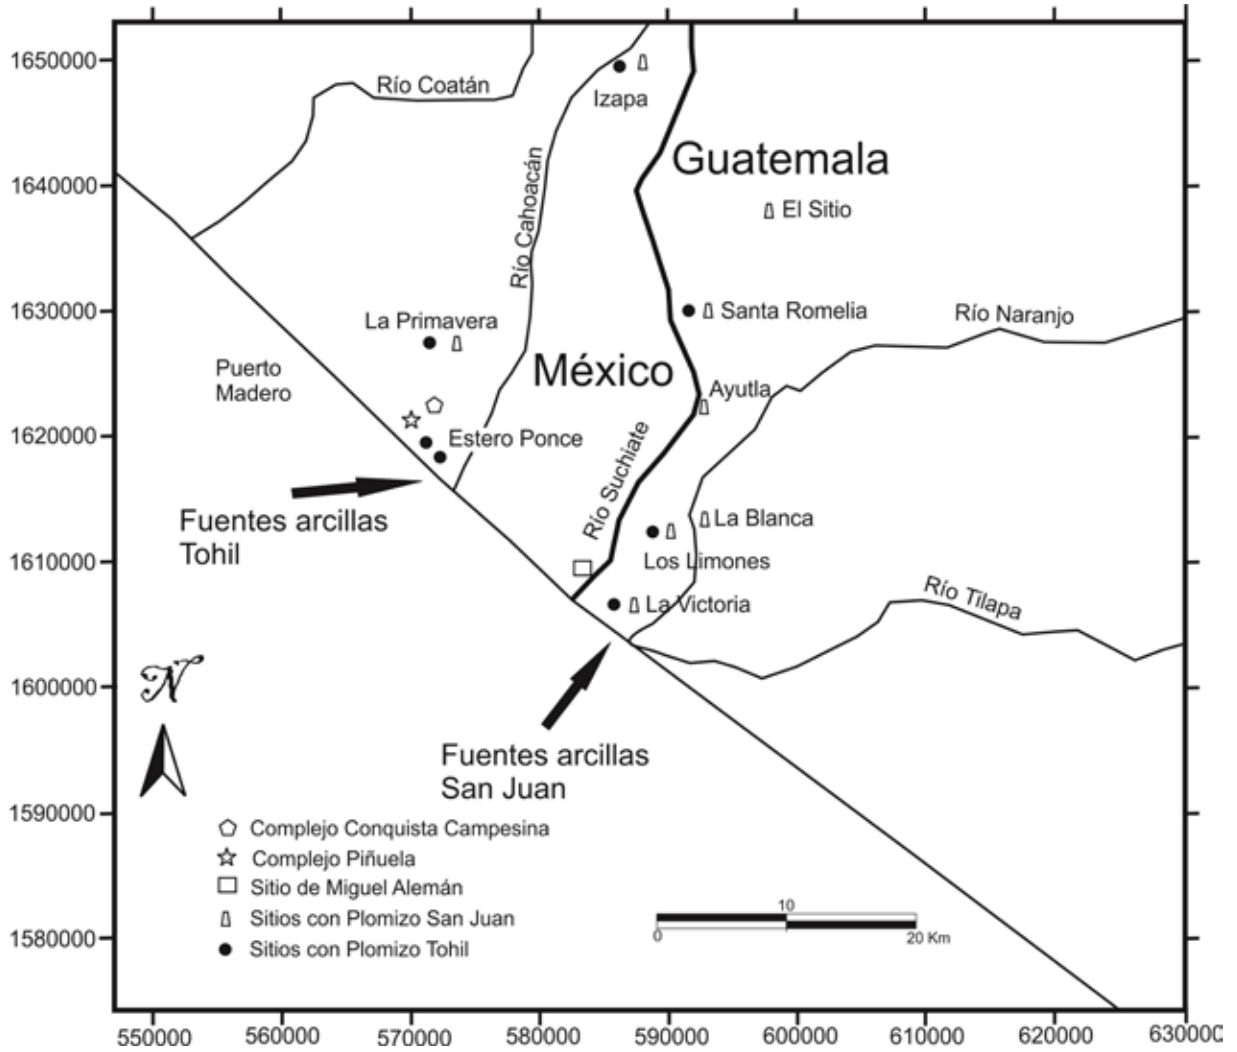 1650000
1640000
1630000
1620000
1610000
1600000
1590000
1580000
Río Coatán
Izapa
Guatemala
Río Cahoacán
El Sitio
Santa Romelia
Río Naranjo
La Primavera
México
Puerto
Madero
Ayutla
Estero Ponce
Río Suchiate
Fuentes arcillas
Tohil
La Blanca
Los Limones
La Victoria
Río Tilapa
N
Fuentes arcillas
San Juan
Complejo Conquista Campesina
Complejo Piñuela
Sitio de Miguel Alemán
Sitios con Plomizo San Juan
Sitios con Plomizo Tohil
10
0
20 Km
550000
560000
570000
580000
590000
600000
610000
620000
630000